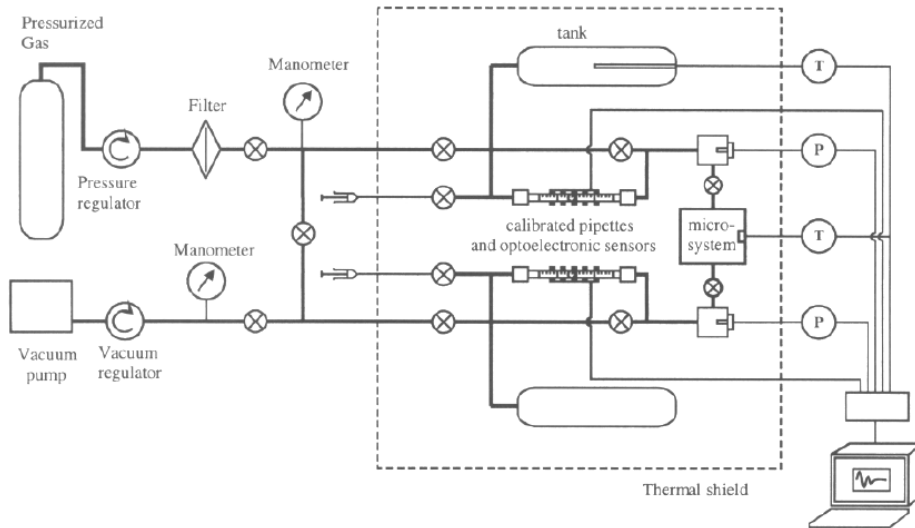 Pressurized
Gas
tank
Manometer
T
Filter
P
Pressure
regulator
calibrated pipettes
and optoelectronic sensors
micro-
system
T
Manometer
P
Vacuum
pump
Vacuum
regulator
Thermal shield